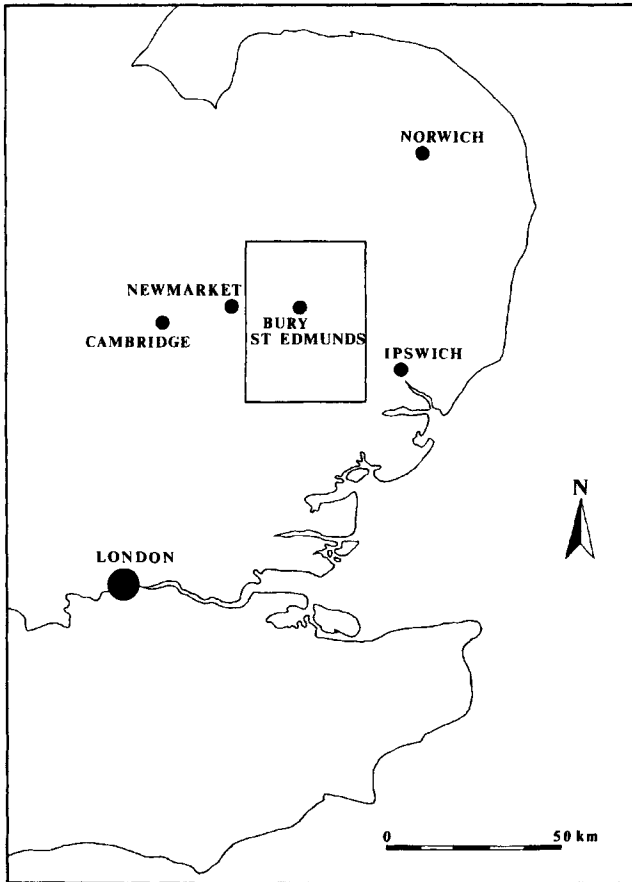 NORWICH
NEWMARKET
CAMBRIDGE
BURY
ST EDMUNDS
IPSWICH
N
LONDON
0 50 km